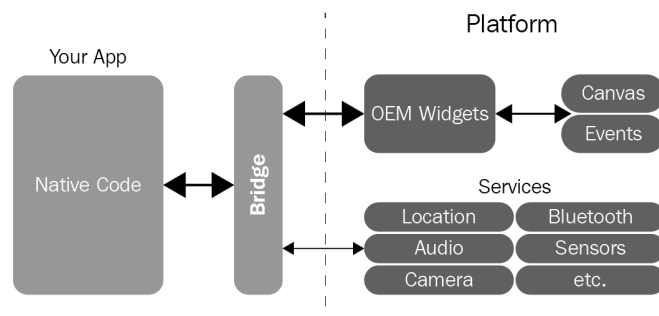 Platform
Your App
Native Code
Bridge
OEM Widgets
Canvas
Events
Services
Location
Bluetooth
Audio
Sensors
Camera
etc.